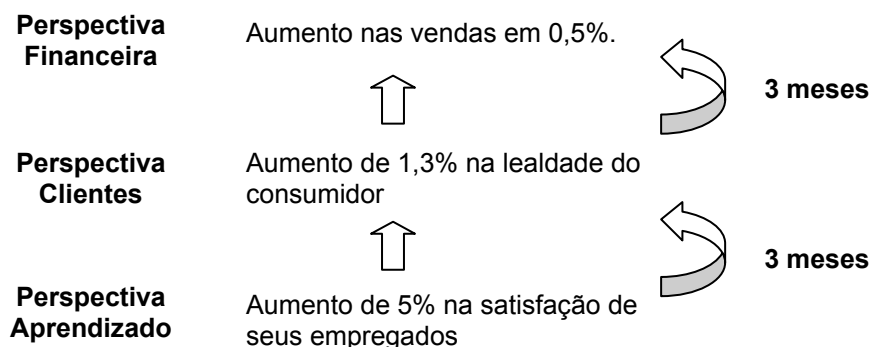 Perspectiva
Financeira
Aumento nas vendas em 0,5%.
3 meses
Perspectiva
Clientes
Aumento de 1,3% na lealdade do
consumidor
3 meses
Perspectiva
Aprendizado
Aumento de 5% na satisfação de
seus empregados